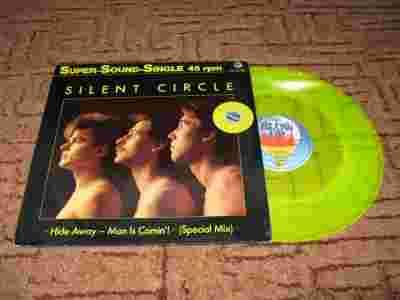 SUPER-SOUND-SINGLE 45 rpm
SILENT CIRCLE
- Hide Away – Man Is Comin'! - (Special Mix) -